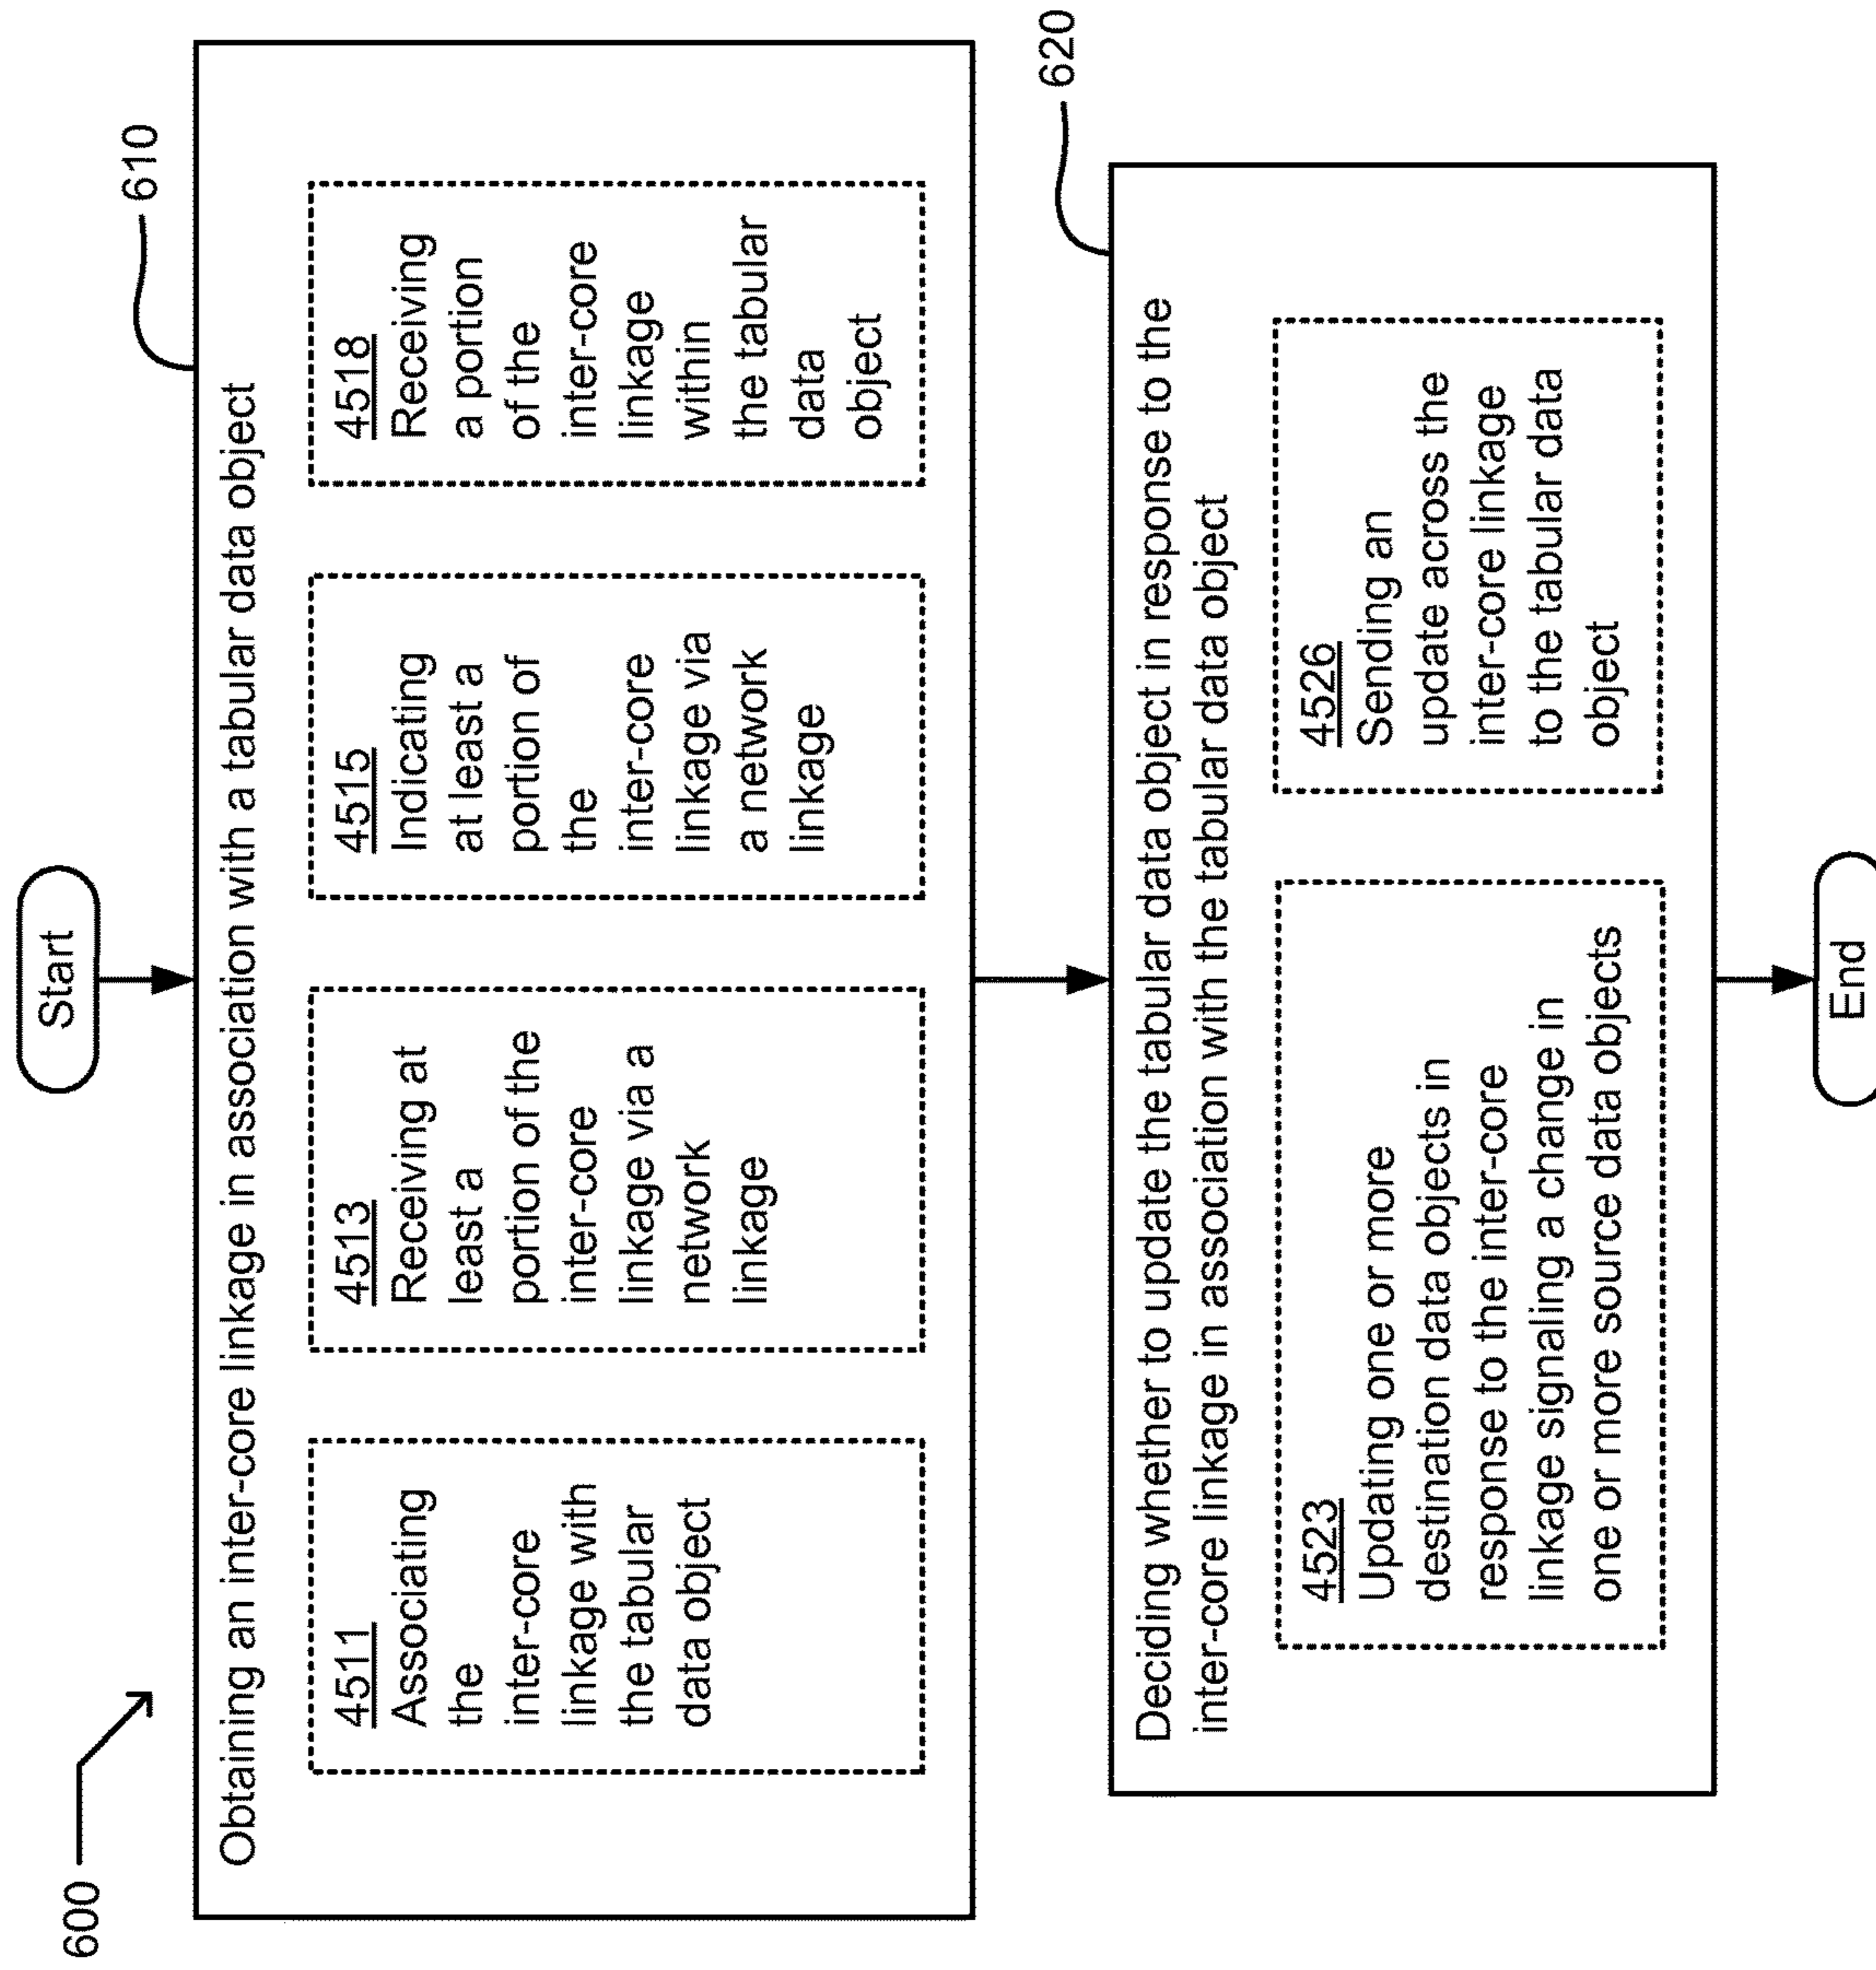 600
Start
610
Obtaining an inter-core linkage in association with a tabular data object
4511
Associating
the
inter-core
linkage with
the tabular
data object
4513
Receiving at
least a
portion of the
inter-core
linkage via a
network
linkage
4515
Indicating
at least a
portion of
the
inter-core
linkage via
a network
linkage
4518
Receiving
a portion
of the
inter-core
linkage
within
the tabular
data
object
620
Deciding whether to update the tabular data object in response to the
inter-core linkage in association with the tabular data object
4523
Updating one or more
destination data objects in
response to the inter-core
linkage signaling a change in
one or more source data objects
4526
Sending an
update across the
inter-core linkage
to the tabular data
object
End